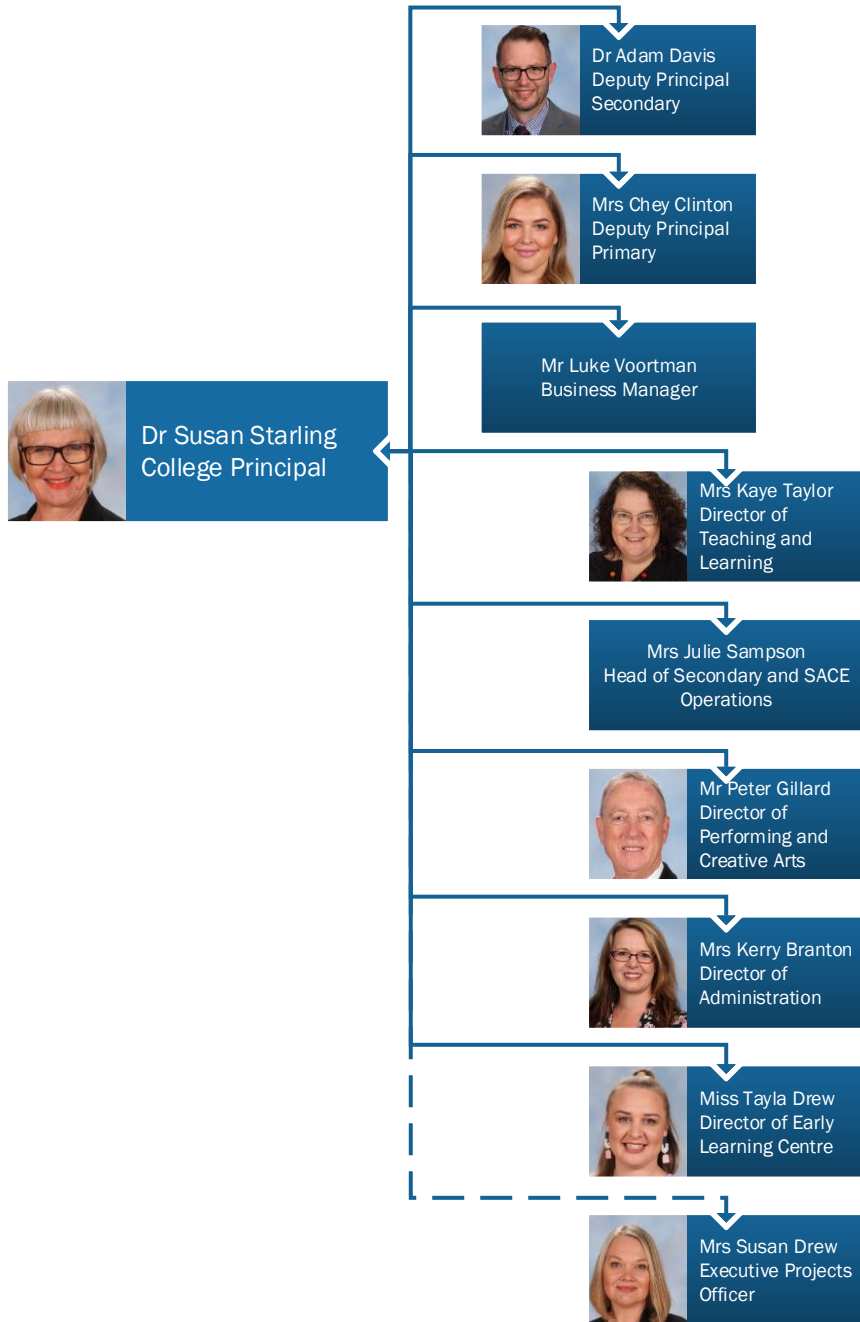 Dr Adam Davis
Deputy Principal
Secondary
Mrs Chey Clinton
Deputy Principal
Primary
Mr Luke Voortman
Business Manager
Dr Susan Starling
College Principal
Mrs Kaye Taylor
Director of
Teaching and
Learning
Mrs Julie Sampson
Head of Secondary and SACE
Operations
Mr Peter Gillard
Director of
Performing and
Creative Arts
Mrs Kerry Branton
Director of
Administration
Miss Tayla Drew
Director of Early
Learning Centre
Mrs Susan Drew
Executive Projects
Officer